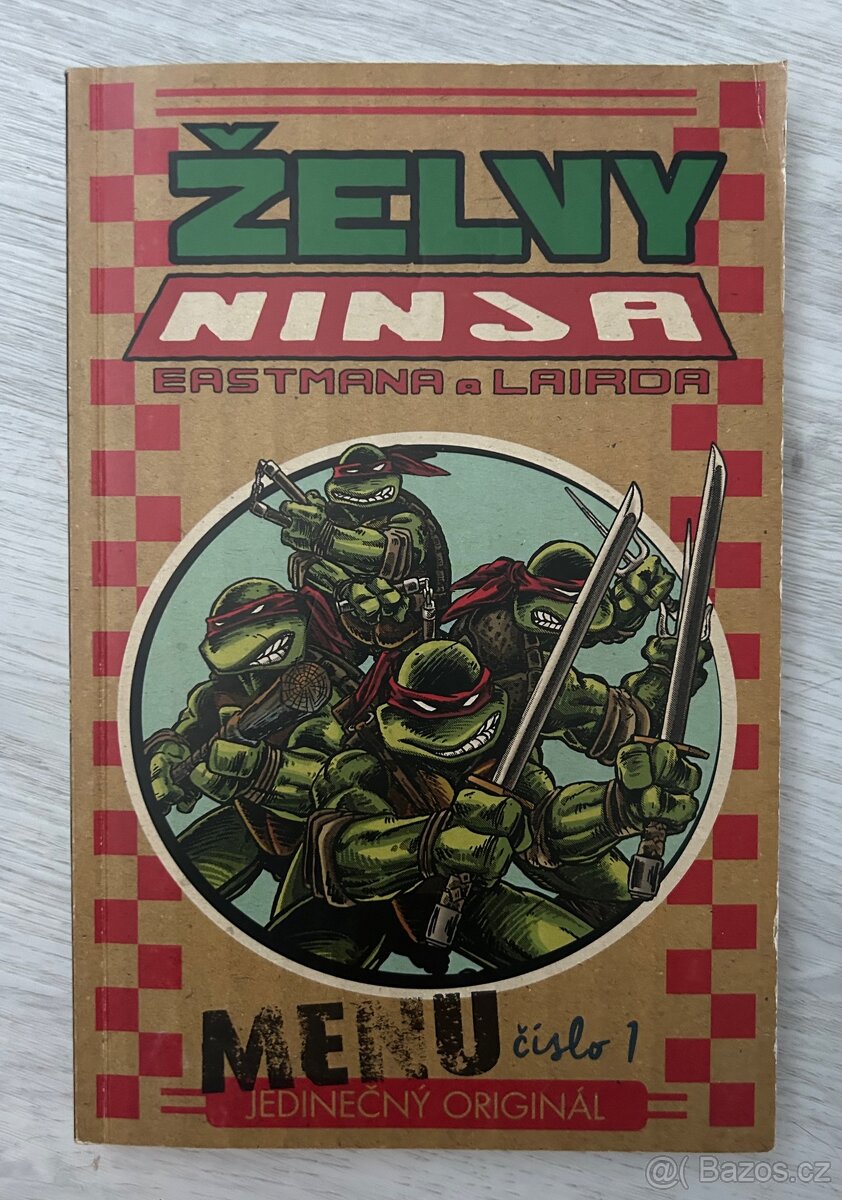 ŽELVY
NINJA
EASTMANA a LAIRDA
MENU číslo 1
JEDINEČNÝ ORIGINÁL
@( Bazos.cz